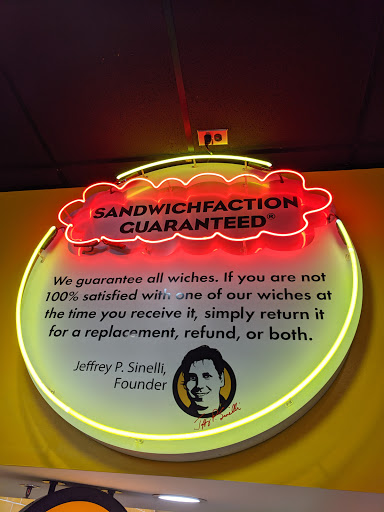 SANDWICHFACTION
GUARANTEED®
We guarantee all wiches. If you are not
100% satisfied with one of our wiches at
the time you receive it, simply return it
for a replacement, refund, or both.
Jeffrey P. Sinelli,
Founder